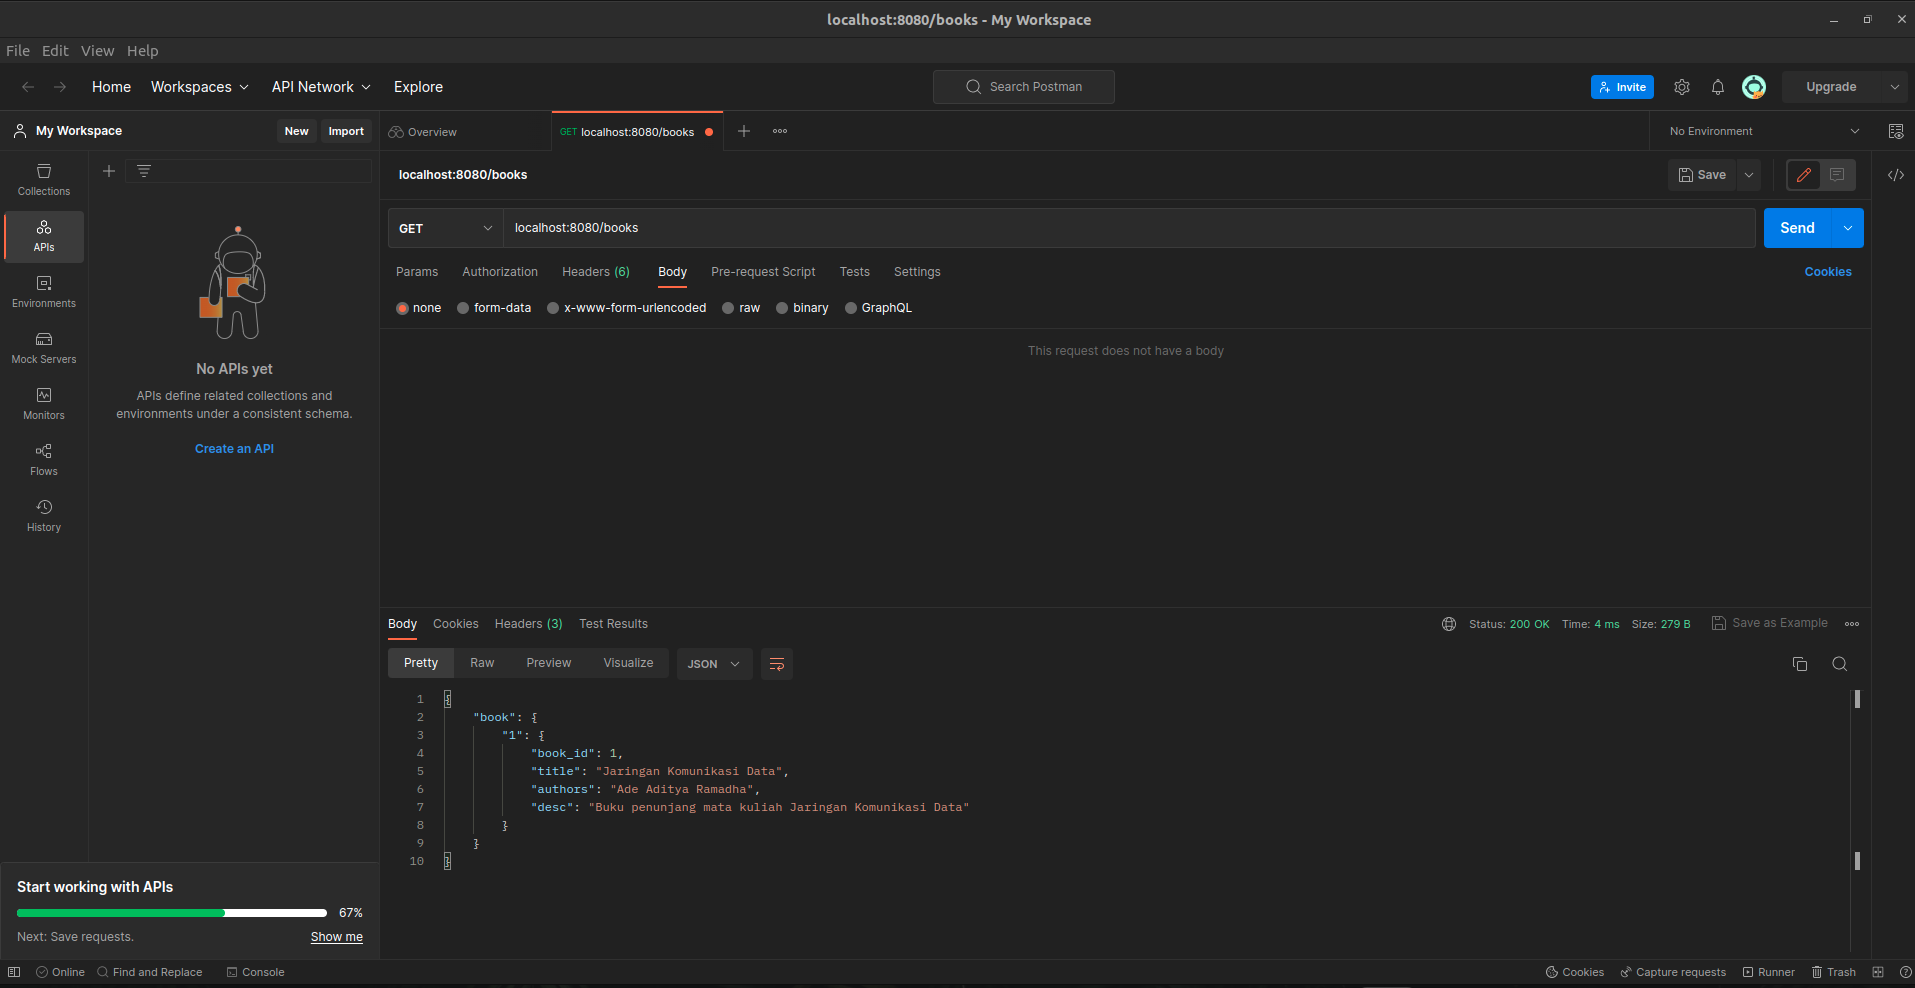 localhost:8080/books - My Workspace
File Edit View Help
Home Workspaces API Network Explore Search Postman Invite Upgrade
My Workspace New Import Overview GET localhost:8080/books No Environment
Collections
APIs
Environments
Mock Servers
Monitors
Flows
History
No APIs yet
APIs define related collections and
environments under a consistent schema.
Create an API
Start working with APIs
67%
Next: Save requests. Show me
localhost:8080/books Save
GET localhost:8080/books Send
Params Authorization Headers (6) Body Pre-request Script Tests Settings Cookies
none form-data x-www-form-urlencoded raw binary GraphQL
This request does not have a body
Body Cookies Headers (3) Test Results Status: 200 OK Time: 4 ms Size: 279 B Save as Example
Pretty Raw Preview Visualize JSON
1 {
2 "book": {
3 "1": {
4 "book_id": 1,
5 "title": "Jaringan Komunikasi Data",
6 "authors": "Ade Aditya Ramadha",
7 "desc": "Buku penunjang mata kuliah Jaringan Komunikasi Data"
8 }
9 }
10 }
Online Find and Replace Console Cookies Capture requests Runner Trash